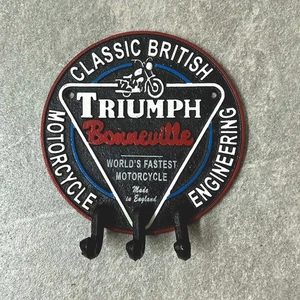 CLASSIC BRITISH
TRIUMPH
Bonneville
WORLD'S FASTEST
MOTORCYCLE
Made
in England
MOTORCYCLE
ENGINEERING